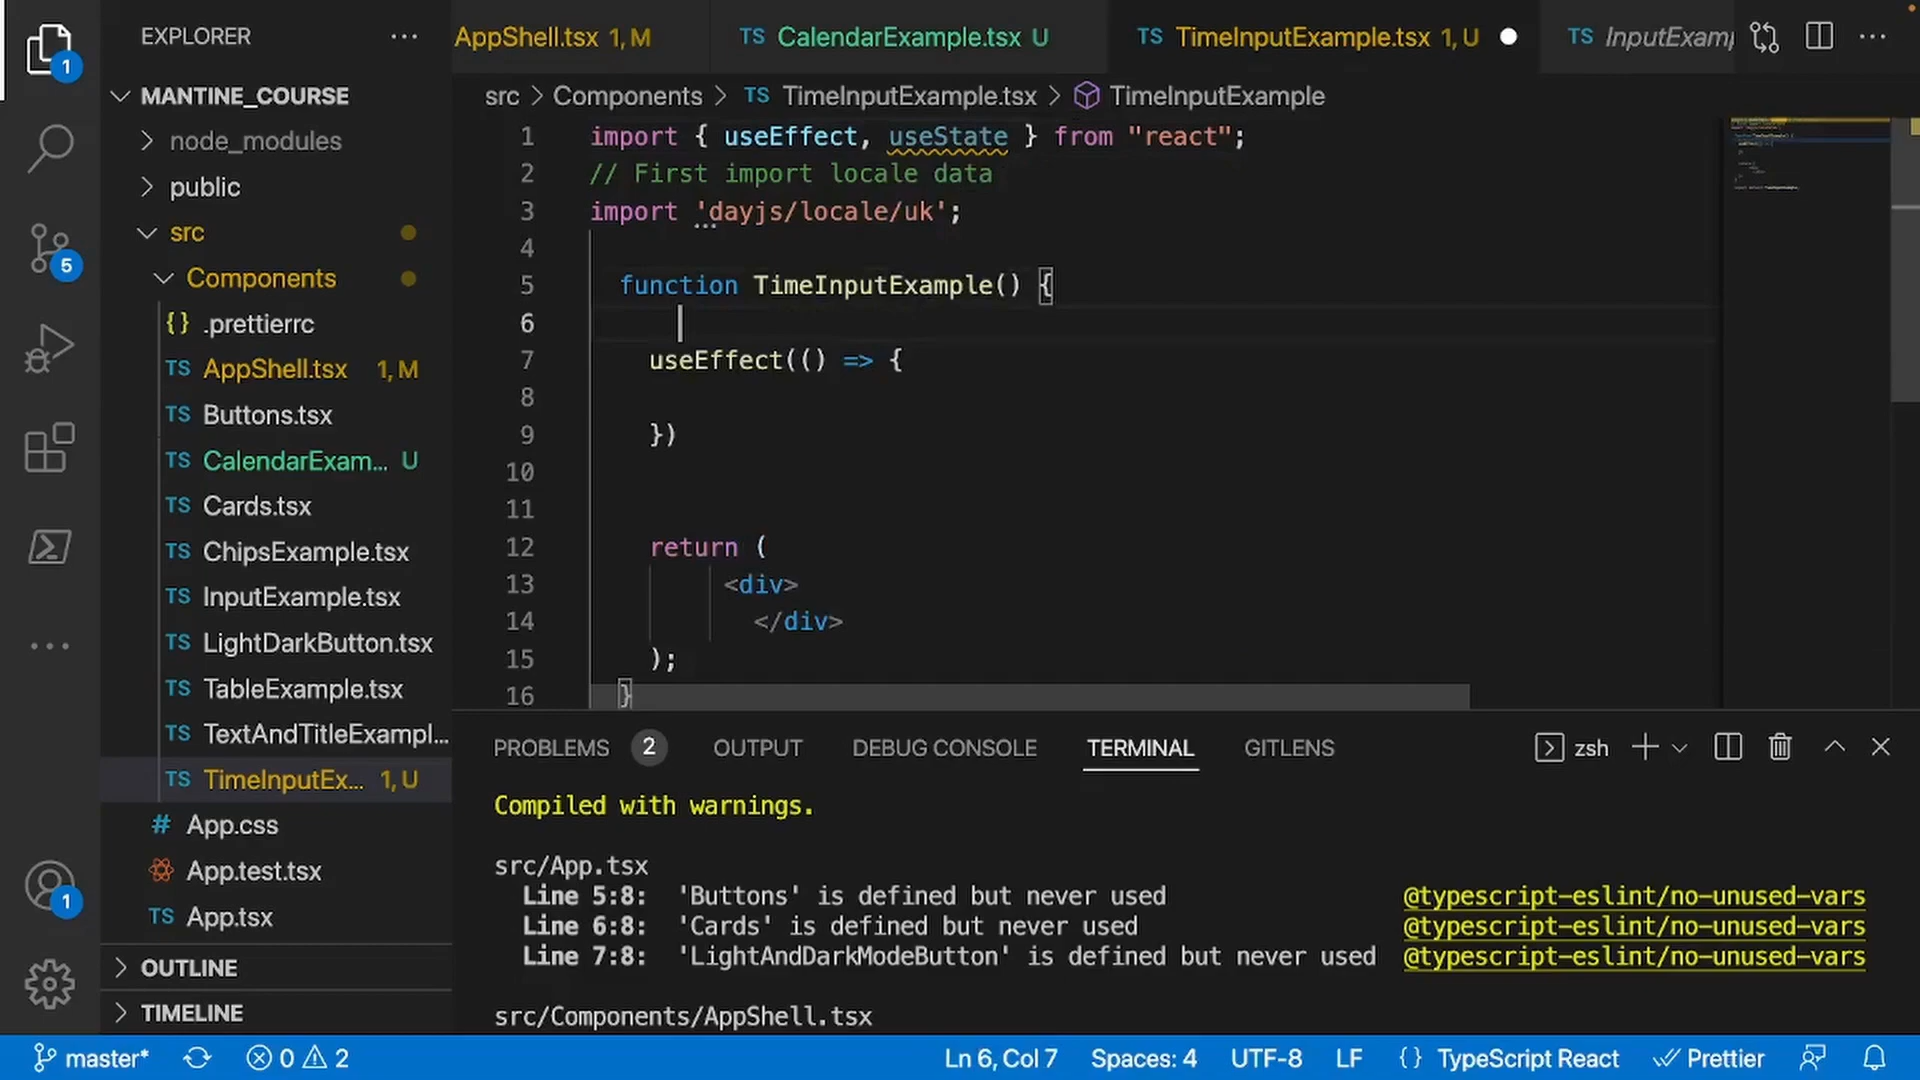 EXPLORER
MANTINE_COURSE
node_modules
public
src
Components
{} .prettierrc
TS AppShell.tsx 1, M
TS Buttons.tsx
TS CalendarExam... U
TS Cards.tsx
TS ChipsExample.tsx
TS InputExample.tsx
TS LightDarkButton.tsx
TS TableExample.tsx
TS TextAndTitleExampl...
TS TimeInputEx... 1, U
# App.css
App.test.tsx
TS App.tsx
OUTLINE
TIMELINE
1
5
1
AppShell.tsx 1, M
TS CalendarExample.tsx U
TS TimeInputExample.tsx 1, U
TS InputExamp
src > Components > TS TimeInputExample.tsx > TimeInputExample
1 import { useEffect, useState } from "react";
2 // First import locale data
3 import 'dayjs/locale/uk';
4
5 function TimeInputExample() {
6
7 useEffect(() => {
8
9 })
10
11
12 return (
13 <div>
14 </div>
15 );
16 }
PROBLEMS 2 OUTPUT DEBUG CONSOLE TERMINAL GITLENS zsh
Compiled with warnings.
src/App.tsx
Line 5:8: 'Buttons' is defined but never used @typescript-eslint/no-unused-vars
Line 6:8: 'Cards' is defined but never used @typescript-eslint/no-unused-vars
Line 7:8: 'LightAndDarkModeButton' is defined but never used @typescript-eslint/no-unused-vars
src/Components/AppShell.tsx
master* 0 2 Ln 6, Col 7 Spaces: 4 UTF-8 LF {} TypeScript React Prettier